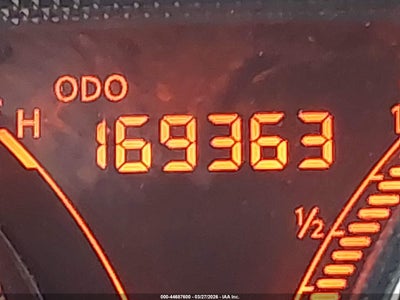 ODO
H
169363
1/2
000-44687600 - 03/27/2026 - IAA Inc.